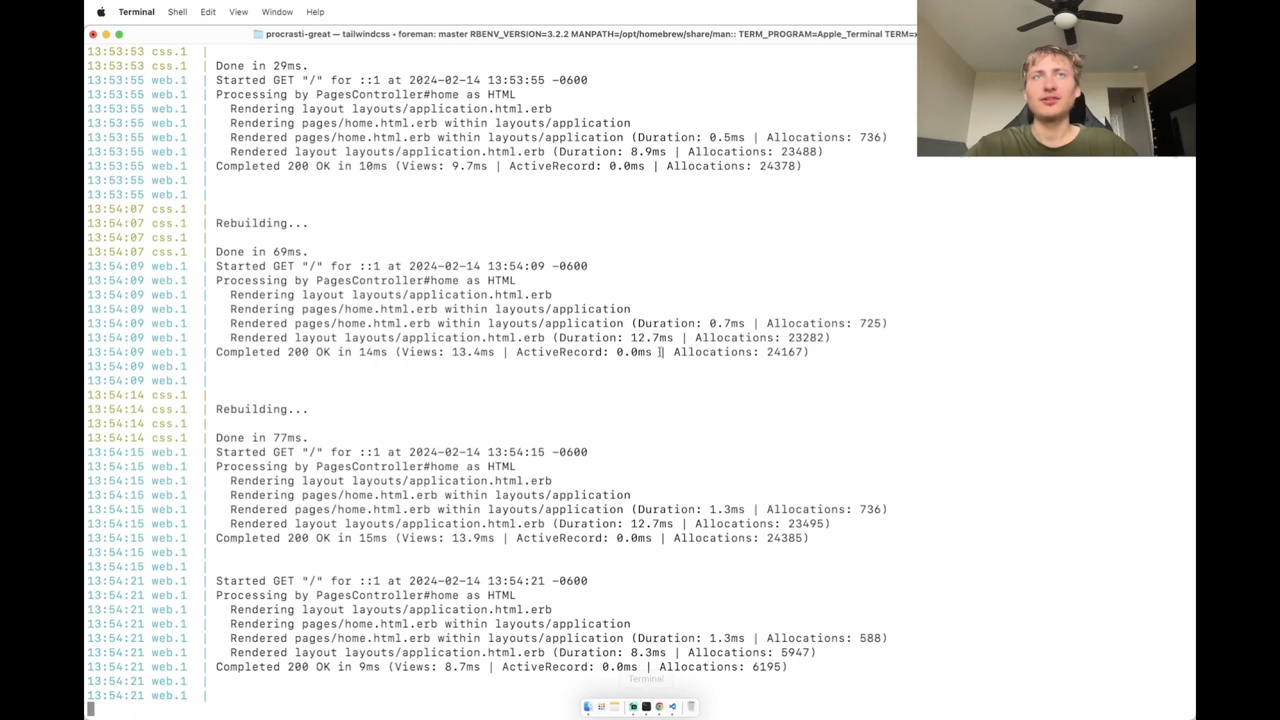 Terminal Shell Edit View Window Help
procrasti-great — tailwindcss ◂ foreman: master RBENV_VERSION=3.2.2 MANPATH=/opt/homebrew/share/man:: TERM_PROGRAM=Apple_Terminal TERM=x
13:53:53 css.1 |
13:53:53 css.1 | Done in 29ms.
13:53:55 web.1 | Started GET "/" for ::1 at 2024-02-14 13:53:55 -0600
13:53:55 web.1 | Processing by PagesController#home as HTML
13:53:55 web.1 | Rendering layout layouts/application.html.erb
13:53:55 web.1 | Rendering pages/home.html.erb within layouts/application
13:53:55 web.1 | Rendered pages/home.html.erb within layouts/application (Duration: 0.5ms | Allocations: 736)
13:53:55 web.1 | Rendered layout layouts/application.html.erb (Duration: 8.9ms | Allocations: 23488)
13:53:55 web.1 | Completed 200 OK in 10ms (Views: 9.7ms | ActiveRecord: 0.0ms | Allocations: 24378)
13:53:55 web.1 |
13:53:55 web.1 |
13:54:07 css.1 |
13:54:07 css.1 | Rebuilding...
13:54:07 css.1 |
13:54:07 css.1 | Done in 69ms.
13:54:09 web.1 | Started GET "/" for ::1 at 2024-02-14 13:54:09 -0600
13:54:09 web.1 | Processing by PagesController#home as HTML
13:54:09 web.1 | Rendering layout layouts/application.html.erb
13:54:09 web.1 | Rendering pages/home.html.erb within layouts/application
13:54:09 web.1 | Rendered pages/home.html.erb within layouts/application (Duration: 0.7ms | Allocations: 725)
13:54:09 web.1 | Rendered layout layouts/application.html.erb (Duration: 12.7ms | Allocations: 23282)
13:54:09 web.1 | Completed 200 OK in 14ms (Views: 13.4ms | ActiveRecord: 0.0ms | Allocations: 24167)
13:54:09 web.1 |
13:54:09 web.1 |
13:54:14 css.1 |
13:54:14 css.1 | Rebuilding...
13:54:14 css.1 |
13:54:14 css.1 | Done in 77ms.
13:54:15 web.1 | Started GET "/" for ::1 at 2024-02-14 13:54:15 -0600
13:54:15 web.1 | Processing by PagesController#home as HTML
13:54:15 web.1 | Rendering layout layouts/application.html.erb
13:54:15 web.1 | Rendering pages/home.html.erb within layouts/application
13:54:15 web.1 | Rendered pages/home.html.erb within layouts/application (Duration: 1.3ms | Allocations: 736)
13:54:15 web.1 | Rendered layout layouts/application.html.erb (Duration: 12.7ms | Allocations: 23495)
13:54:15 web.1 | Completed 200 OK in 15ms (Views: 13.9ms | ActiveRecord: 0.0ms | Allocations: 24385)
13:54:15 web.1 |
13:54:15 web.1 |
13:54:21 web.1 | Started GET "/" for ::1 at 2024-02-14 13:54:21 -0600
13:54:21 web.1 | Processing by PagesController#home as HTML
13:54:21 web.1 | Rendering layout layouts/application.html.erb
13:54:21 web.1 | Rendering pages/home.html.erb within layouts/application
13:54:21 web.1 | Rendered pages/home.html.erb within layouts/application (Duration: 1.3ms | Allocations: 588)
13:54:21 web.1 | Rendered layout layouts/application.html.erb (Duration: 8.3ms | Allocations: 5947)
13:54:21 web.1 | Completed 200 OK in 9ms (Views: 8.7ms | ActiveRecord: 0.0ms | Allocations: 6195)
13:54:21 web.1 |
13:54:21 web.1 |
Terminal